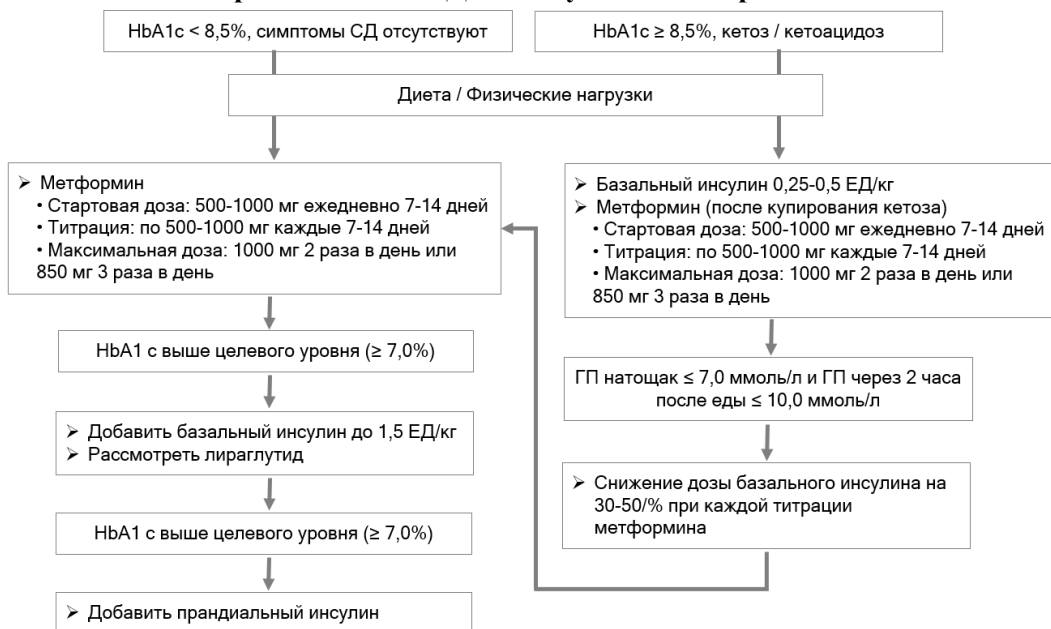 HbA1c < 8,5%, симптомы СД отсутствуют
HbA1c ≥ 8,5%, кетоз / кетоацидоз
Диета / Физические нагрузки
➢ Метформин
• Стартовая доза: 500-1000 мг ежедневно 7-14 дней
• Титрация: по 500-1000 мг каждые 7-14 дней
• Максимальная доза: 1000 мг 2 раза в день или
850 мг 3 раза в день
HbA1 с выше целевого уровня (≥ 7,0%)
➢ Добавить базальный инсулин до 1,5 ЕД/кг
➢ Рассмотреть лираглутид
HbA1 с выше целевого уровня (≥ 7,0%)
➢ Добавить прандиальный инсулин
➢ Базальный инсулин 0,25-0,5 ЕД/кг
➢ Метформин (после купирования кетоза)
• Стартовая доза: 500-1000 мг ежедневно 7-14 дней
• Титрация: по 500-1000 мг каждые 7-14 дней
• Максимальная доза: 1000 мг 2 раза в день или
850 мг 3 раза в день
ГП натощак ≤ 7,0 ммоль/л и ГП через 2 часа
после еды ≤ 10,0 ммоль/л
➢ Снижение дозы базального инсулина на
30-50/% при каждой титрации
метформина